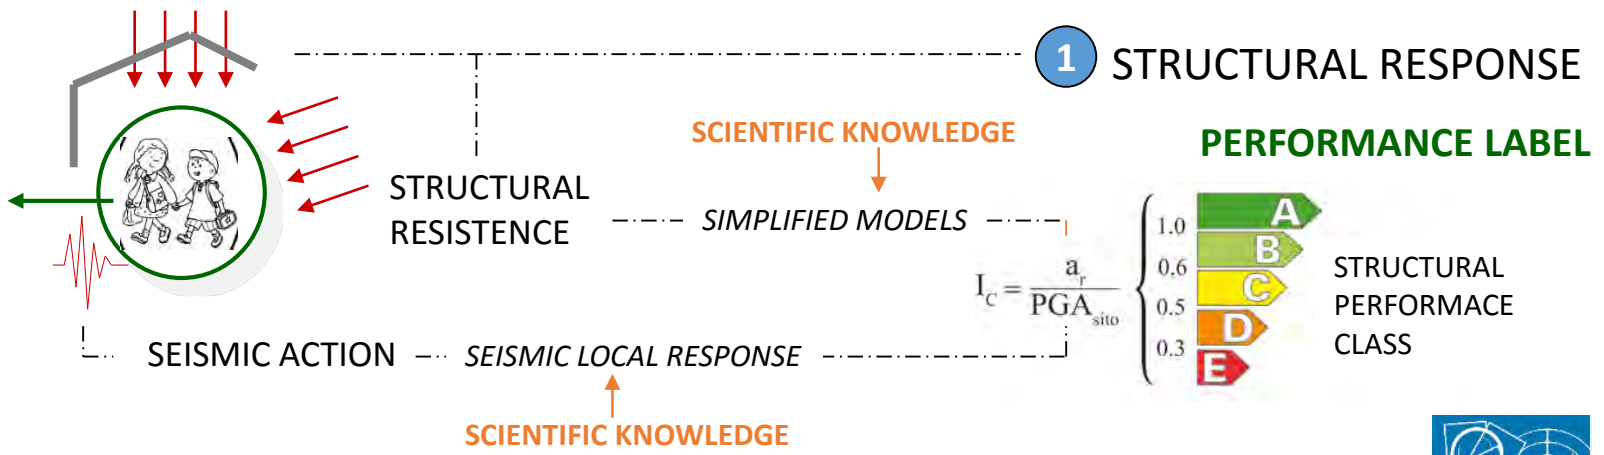 1 STRUCTURAL RESPONSE
SCIENTIFIC KNOWLEDGE
PERFORMANCE LABEL
STRUCTURAL
RESISTENCE
SIMPLIFIED MODELS
I_C = a_r / PGA_sito
1.0
0.6
0.5
0.3
A
B
C
D
E
STRUCTURAL
PERFORMACE
CLASS
SEISMIC ACTION
SEISMIC LOCAL RESPONSE
SCIENTIFIC KNOWLEDGE